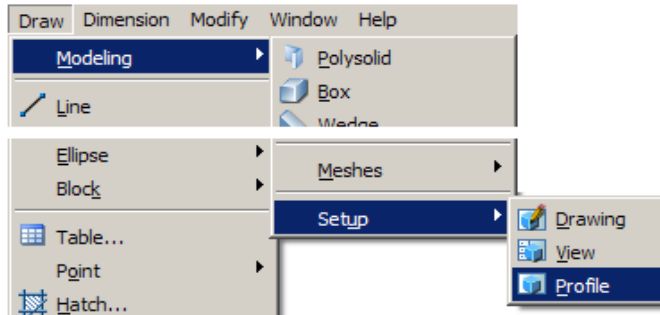 Draw Dimension Modify Window Help
Modeling
Polysolid
Line
Box
Wedge
Ellipse
Block
Meshes
Setup
Table...
Point
Hatch...
Drawing
View
Profile